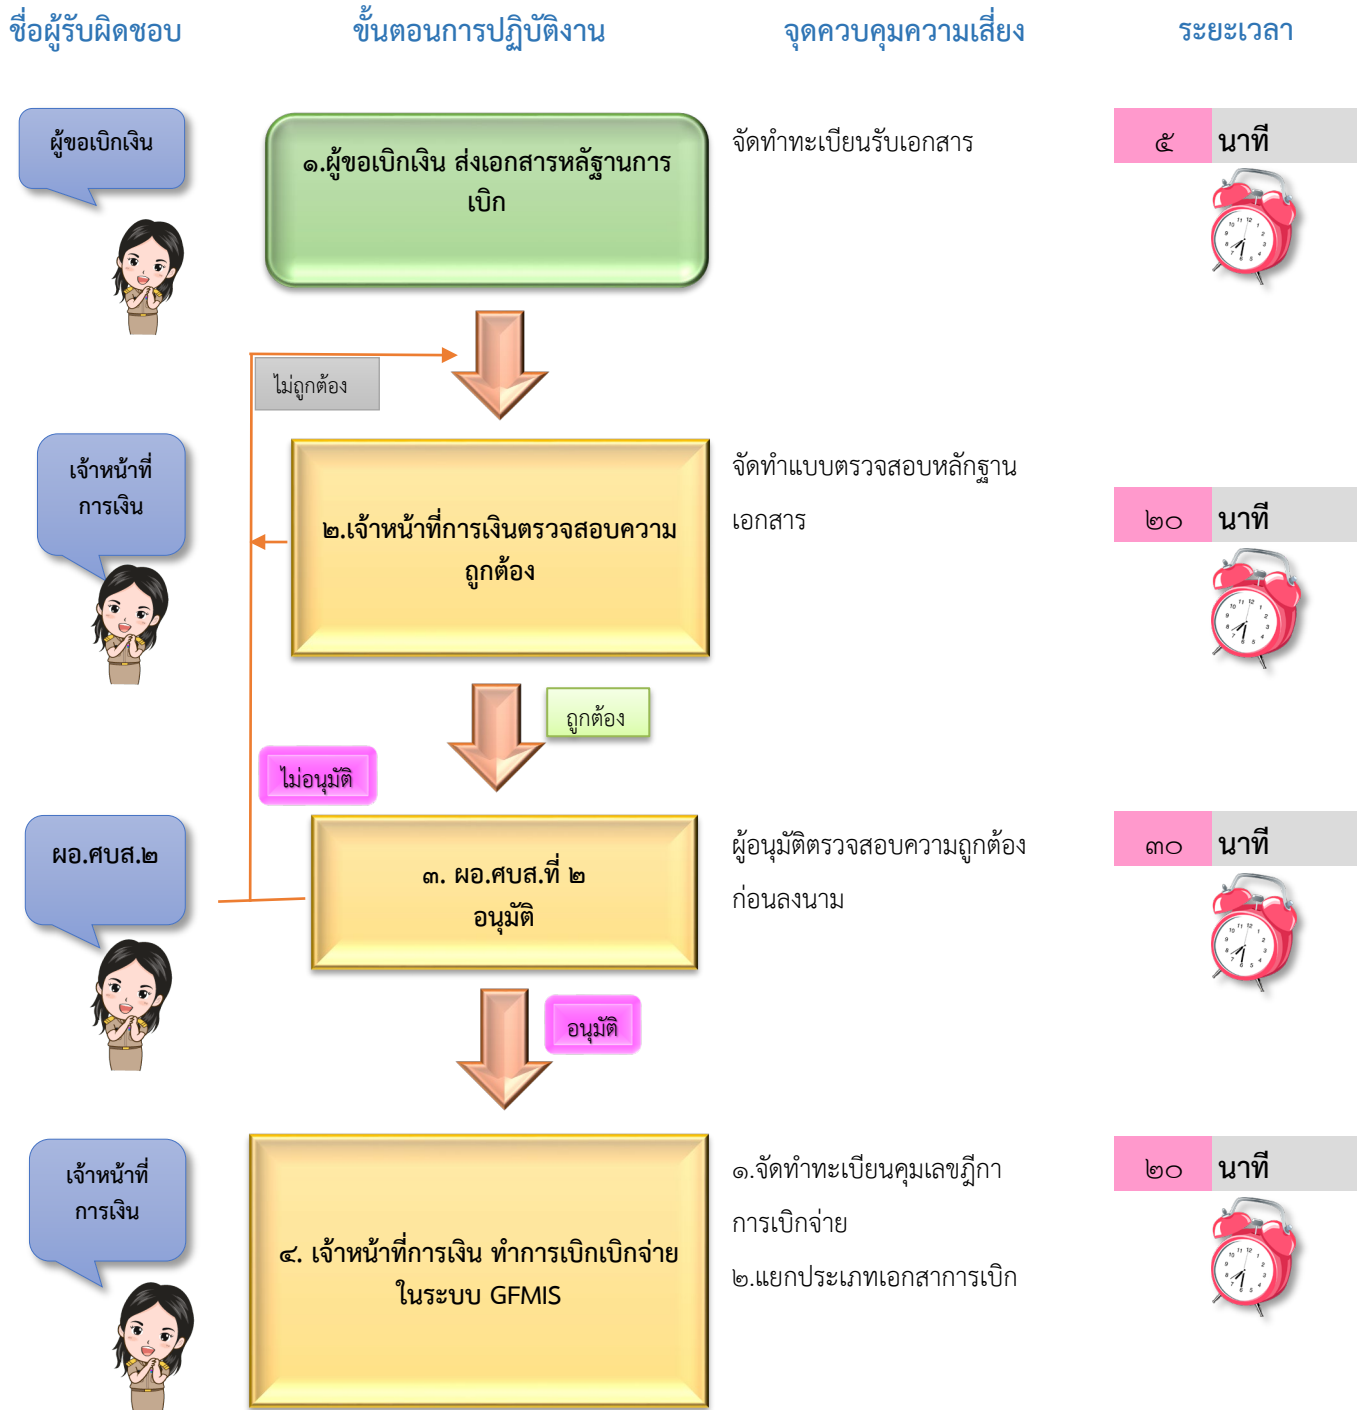 ชื่อผู้รับผิดชอบ
ขั้นตอนการปฏิบัติงาน
จุดควบคุมความเสี่ยง
ระยะเวลา
ผู้ขอเบิกเงิน
๑.ผู้ขอเบิกเงิน ส่งเอกสารหลัฐานการ
เบิก
จัดทำทะเบียนรับเอกสาร
๕ นาที
ไม่ถูกต้อง
เจ้าหน้าที่
การเงิน
๒.เจ้าหน้าที่การเงินตรวจสอบความ
ถูกต้อง
จัดทำแบบตรวจสอบหลักฐาน
เอกสาร
๒๐ นาที
ถูกต้อง
ไม่อนุมัติ
ผอ.ศบส.๒
๓. ผอ.ศบส.ที่ ๒
อนุมัติ
ผู้อนุมัติตรวจสอบความถูกต้อง
ก่อนลงนาม
๓๐ นาที
อนุมัติ
เจ้าหน้าที่
การเงิน
๔. เจ้าหน้าที่การเงิน ทำการเบิกเบิกจ่าย
ในระบบ GFMIS
๑.จัดทำทะเบียนคุมเลขฎีกา
การเบิกจ่าย
๒.แยกประเภทเอกสาการเบิก
๒๐ นาที